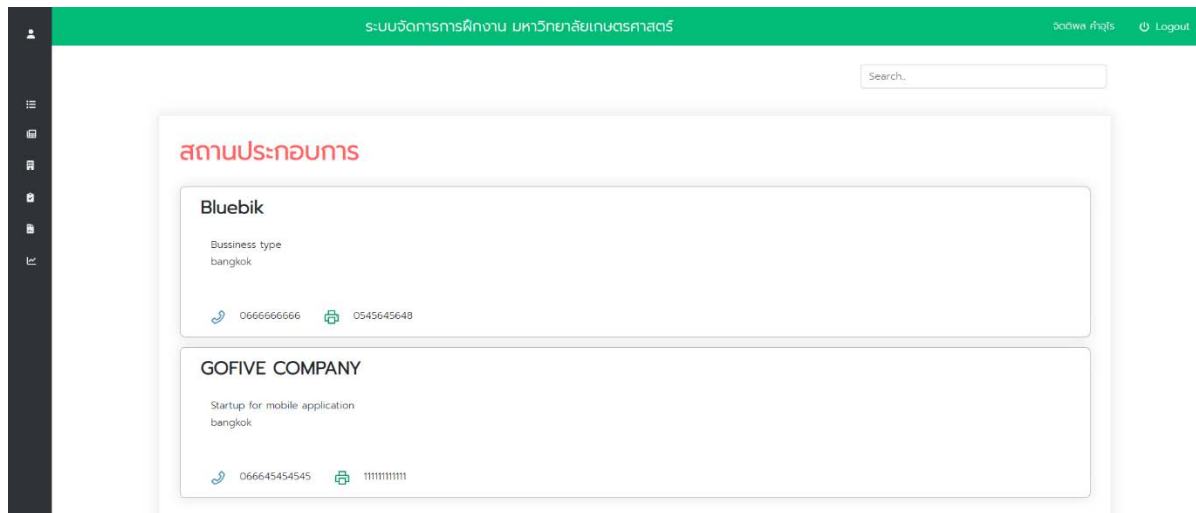 ระบบจัดการการฝึกงาน มหาวิทยาลัยเกษตรศาสตร์
จิตติพล คำอุไร Logout
Search..
สถานประกอบการ
Bluebik
Bussiness type
bangkok
0666666666 0545645648
GOFIVE COMPANY
Startup for mobile application
bangkok
066645454545 111111111111